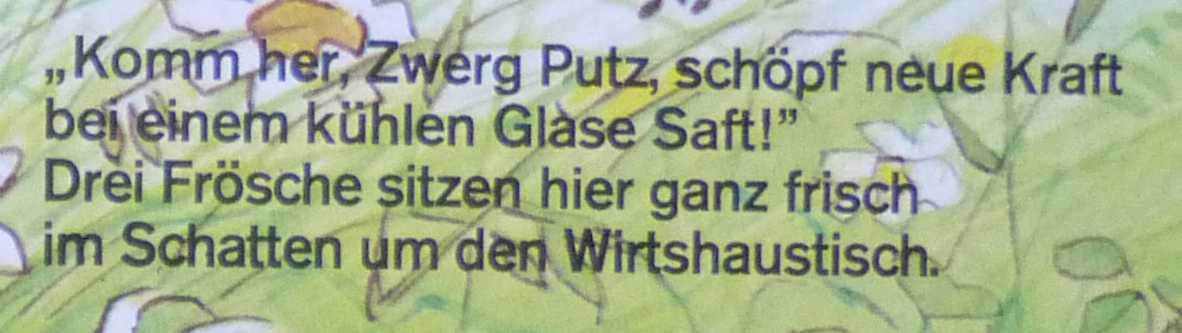 „Komm her, Zwerg Putz, schöpf neue Kraft
bei einem kühlen Glase Saft!”
Drei Frösche sitzen hier ganz frisch
im Schatten um den Wirtshaustisch.